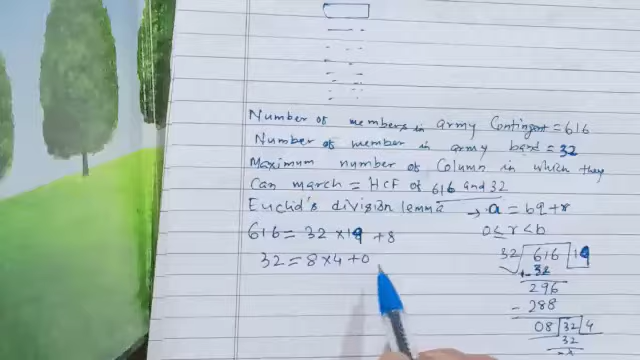 Number of members in army Contingent = 616
Number of member in army band = 32
Maximum number of Column in which they
Can march = HCF of 616 and 32
Euclid's division lemma → a = bq+r
0≤r<b
616 = 32 × 19 + 8
32 = 8×4+0
32 616 19
- 32
296
- 288
08 32 4
32